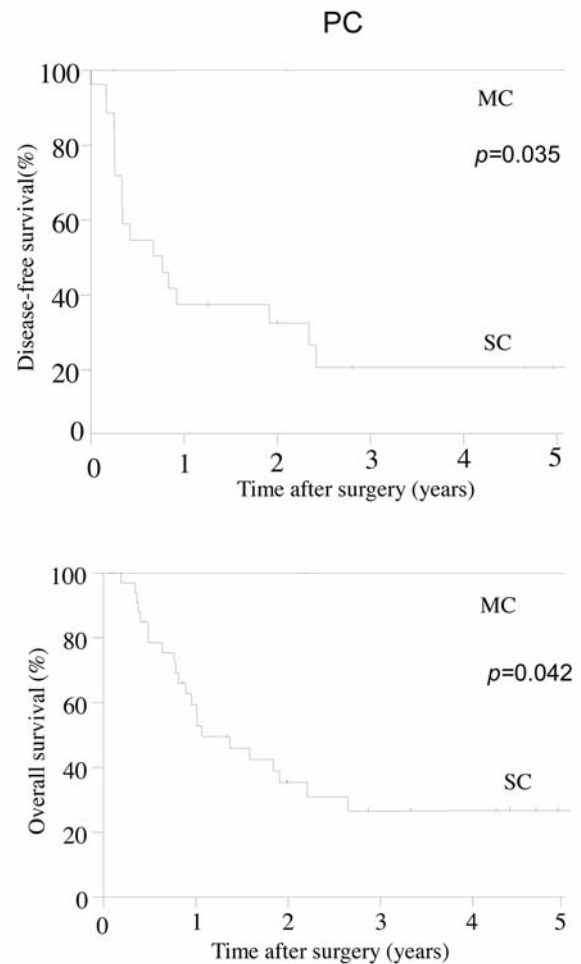 PC
Disease-free survival(%)
100
80
60
40
20
0
MC
p=0.035
SC
0 1 2 3 4 5
Time after surgery (years)
Overall survival (%)
100
80
60
40
20
0
MC
p=0.042
SC
0 1 2 3 4 5
Time after surgery (years)